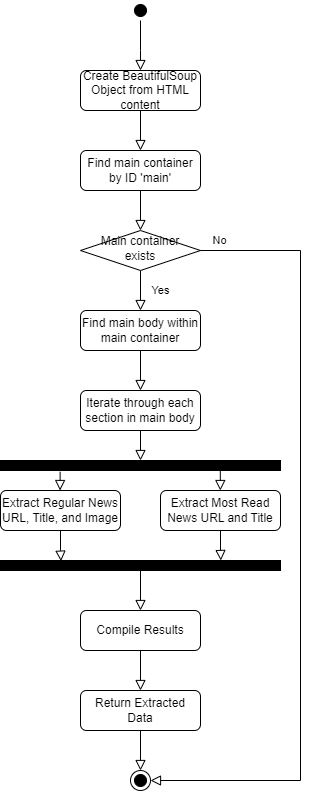 Create BeautifulSoup
Object from HTML
content
Find main container
by ID 'main'
Main container
exists
No
Yes
Find main body within
main container
Iterate through each
section in main body
Extract Regular News
URL, Title, and Image
Extract Most Read
News URL and Title
Compile Results
Return Extracted
Data